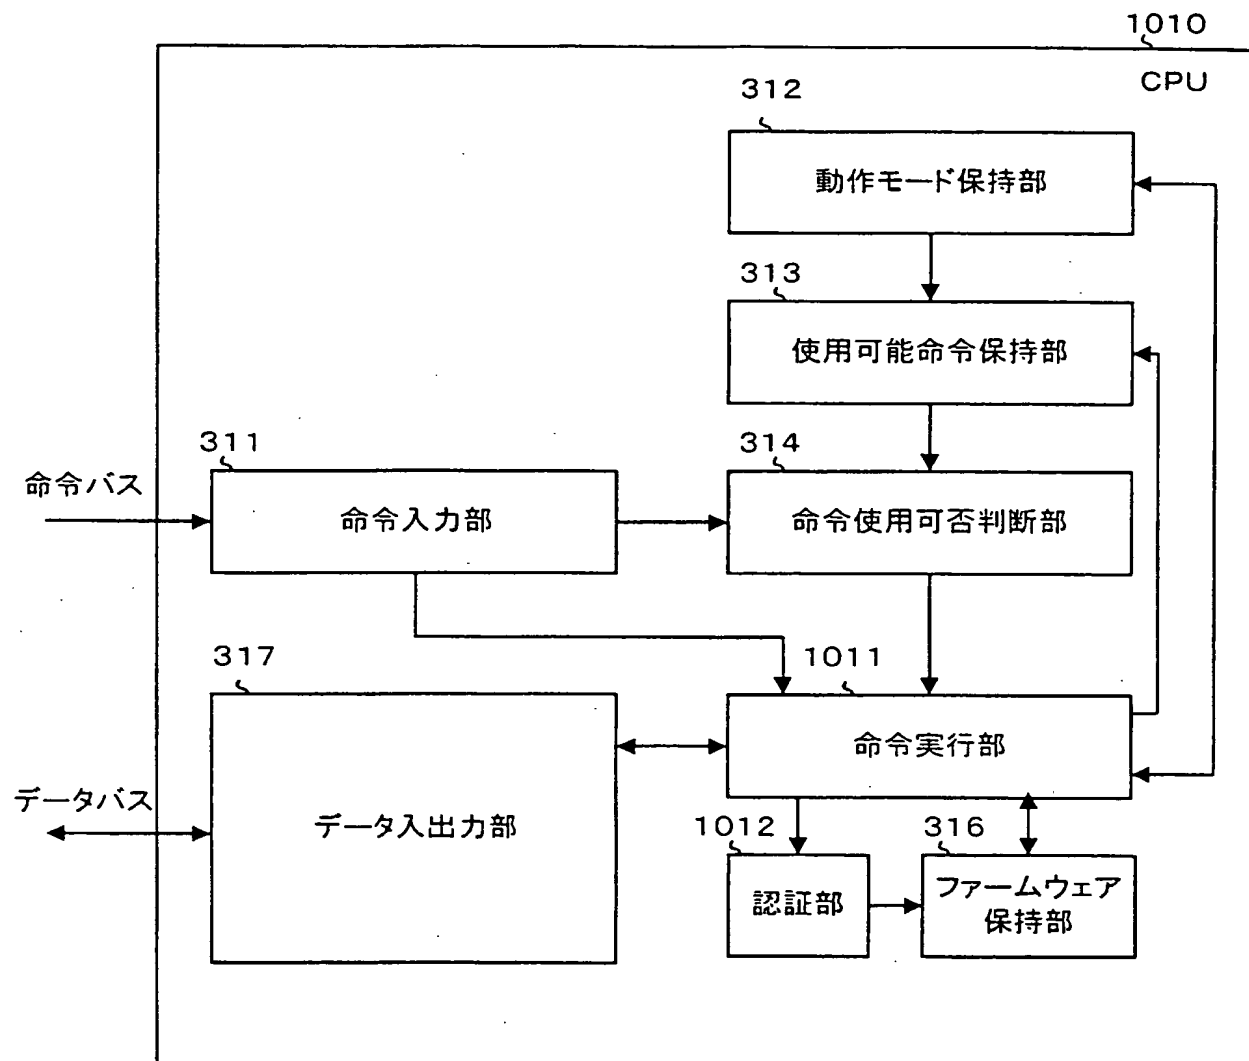 1010
CPU
312
動作モード保持部
313
使用可能命令保持部
311
314
命令バス
命令入力部
命令使用可否判断部
317
1011
命令実行部
データバス
データ入出力部
1012
316
認証部
ファームウェア
保持部